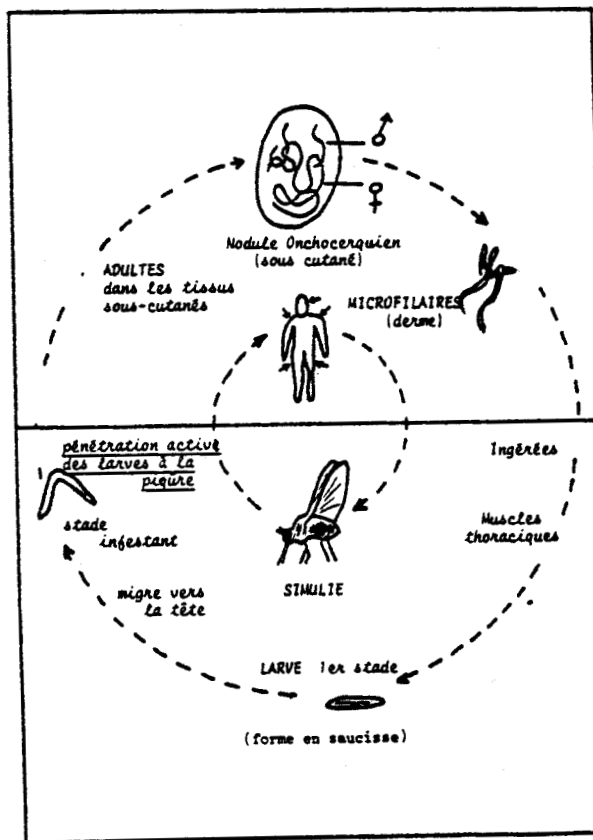 ♂
♀
Nodule Onchocerquien
(sous cutané)
ADULTES
dans les tissus
sous-cutanés
MICROFILAIRES
(derme)
pénétration active
des larves à la
piqûre
stade
infestant
migre vers
la tête
SIMULIE
Ingérées
Muscles
thoraciques
LARVE 1er stade
(forme en saucisse)